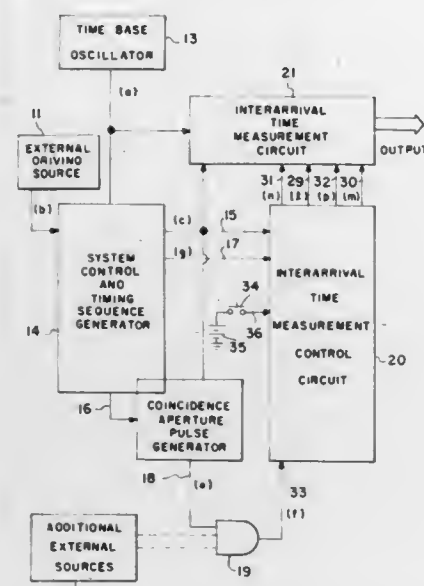 TIME BASE
OSCILLATOR
13
(a)
21
INTERARRIVAL
TIME
MEASUREMENT
CIRCUIT
OUTPUT
11
EXTERNAL
DRIVING
SOURCE
(b)
31
29
32
30
(n)
(l)
(p)
(m)
(c)
15
(g)
17
SYSTEM
CONTROL
AND
TIMING
SEQUENCE
GENERATOR
14
34
36
35
INTERARRIVAL
TIME
MEASUREMENT
CONTROL
CIRCUIT
20
16
COINCIDENCE
APERTURE
PULSE
GENERATOR
18
(e)
33
(f)
ADDITIONAL
EXTERNAL
SOURCES
19